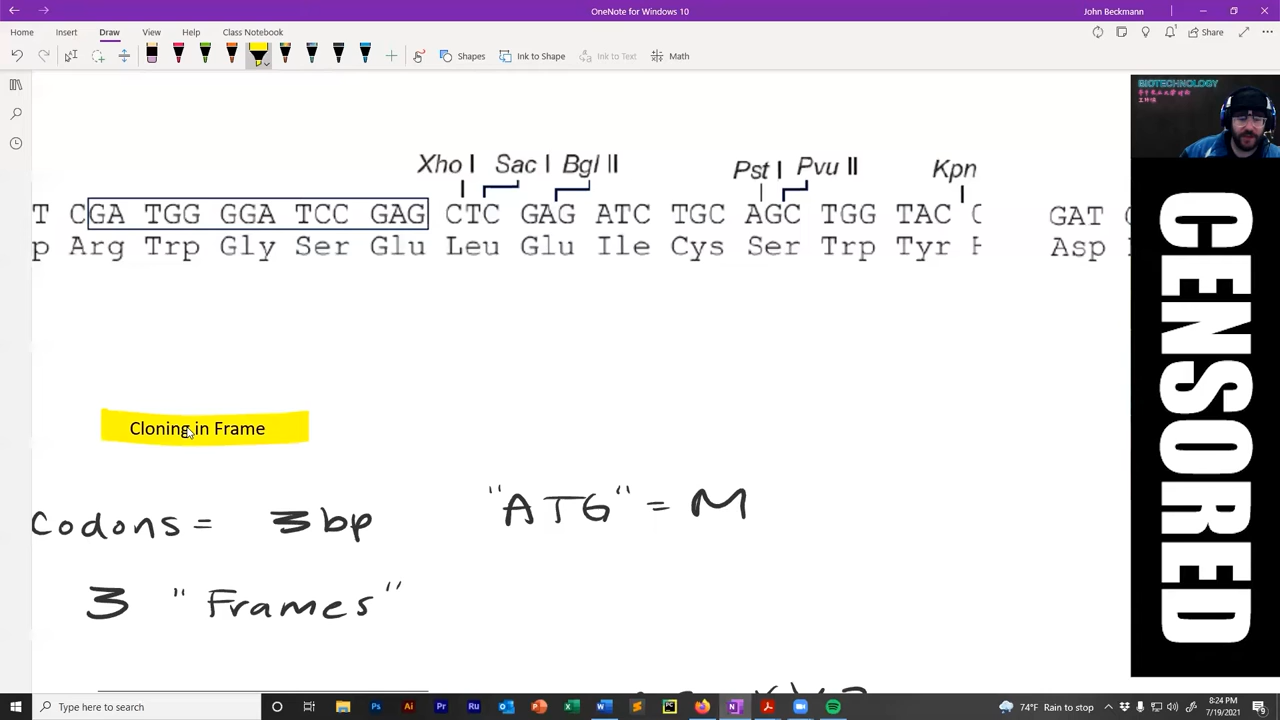 OneNote for Windows 10
John Beckmann
Home Insert Draw View Help Class Notebook
Share
Shapes Ink to Shape Ink to Text Math
BIOTECHNOLOGY
Xho I Sac I Bgl II Pst I Pvu II Kpn
T CGA TGG GGA TCC GAG CTC GAG ATC TGC AGC TGG TAC C GAT
p Arg Trp Gly Ser Glu Leu Glu Ile Cys Ser Trp Tyr Asp
Cloning in Frame
Codons = 3bp
"ATG" = M
3 "Frames"
CENSORED
Type here to search
74°F Rain to stop
8:24 PM
7/19/2021